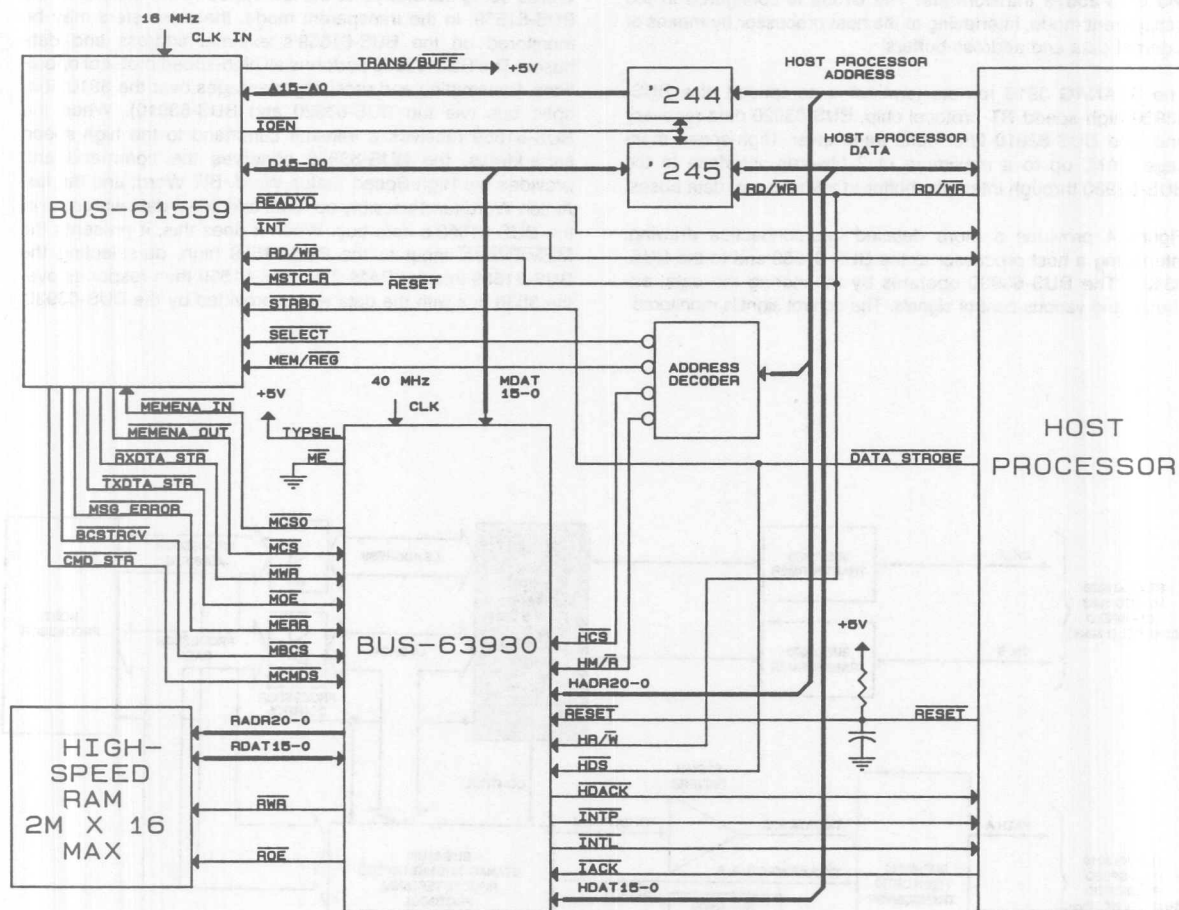 16 MHz
CLK IN
TRANS/BUFF
+5V
HOST PROCESSOR
ADDRESS
A15-A0
244
IOEN
HOST PROCESSOR
DATA
245
RD/WR
RD/WR
BUS-61559
READYD
INT
RD/WR
MSTCLR
RESET
STRBD
SELECT
MEM/REG
ADDRESS
DECODER
40 MHz
CLK
MDAT
15-0
+5V
MEMENA IN
MEMENA OUT
TYPSEL
RXDTA STR
ME
DATA STROBE
HOST
PROCESSOR
TXDTA STR
MSG ERROR
MCSO
BCSTRCV
MCS
CMD STR
MWR
MOE
MERR
BUS-63930
MBCS
MCMDS
HCS
HM/R
HADR20-0
+5V
RADR20-0
RDAT15-0
RESET
RESET
HR/W
HIGH-
SPEED
RAM
2M X 16
MAX
HDS
RWR
HDACK
INTP
ROE
INTL
IACK
HDAT15-0